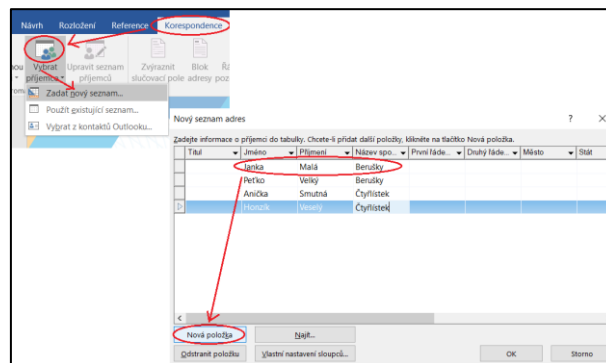 Návrh Rozložení Reference Korespondence
Vybrat příjemce Upravit seznam příjemců Zvýraznit slučovací pole Blok adresy
Zadat nový seznam...
Použít existující seznam...
Vybrat z kontaktů Outlooku...
Nový seznam adres ? ×
Zadejte informace o příjemci do tabulky. Chcete-li přidat další položky, klikněte na tlačítko Nová položka.
Titul Jméno Příjmení Název spo... První řáde... Druhý řáde... Město Stát
Janka Malá Berušky
Peťko Velký Berušky
Anička Smutná Čtyřlístek
Honzík Veselý Čtyřlístek
Nová položka Najít...
Odstranit položku Vlastní nastavení sloupců... OK Storno